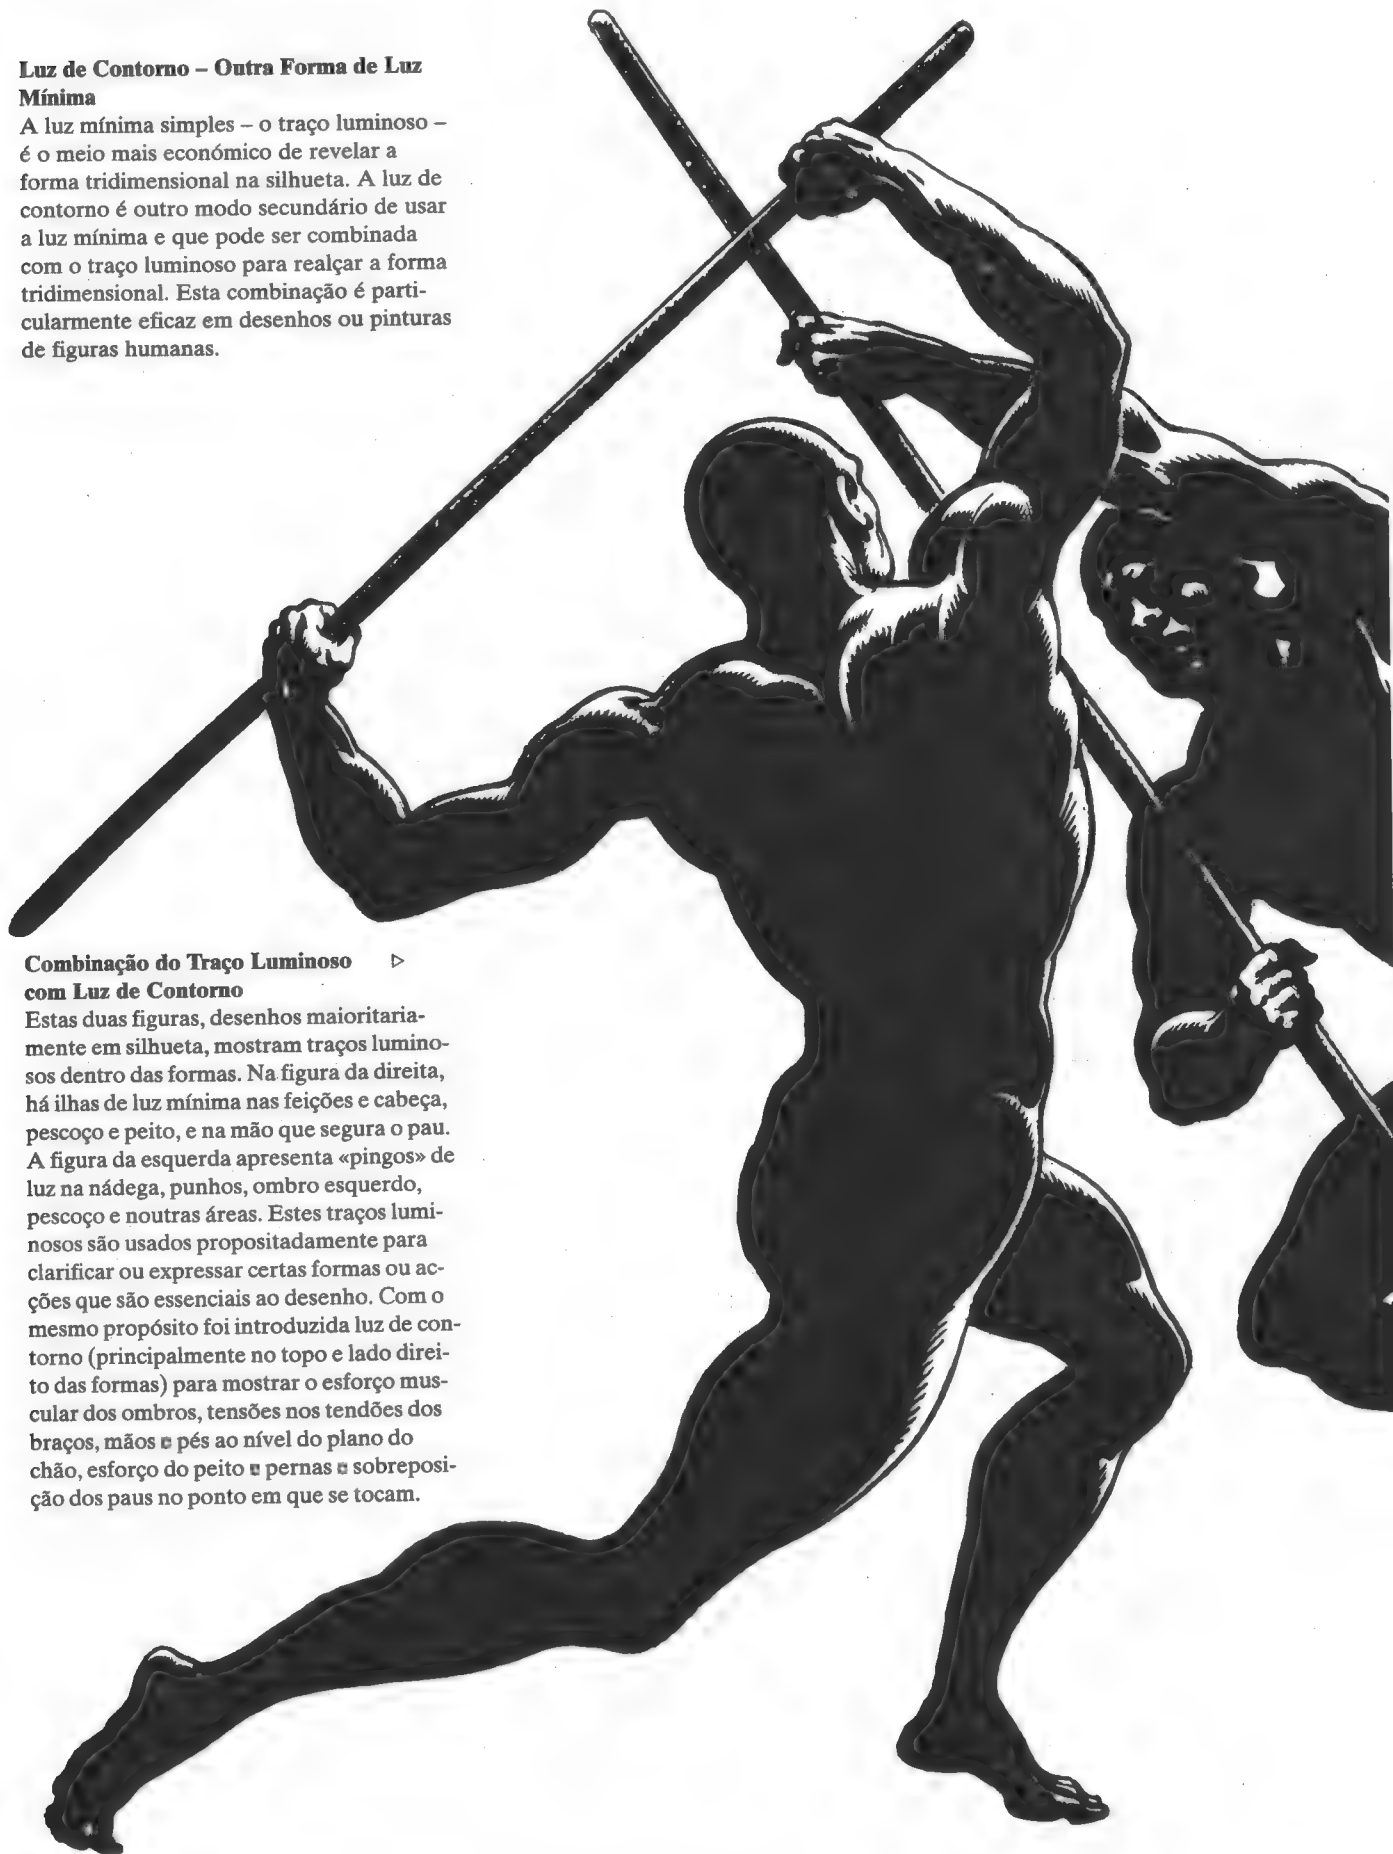 Luz de Contorno – Outra Forma de Luz
Mínima
A luz mínima simples – o traço luminoso –
é o meio mais económico de revelar a
forma tridimensional na silhueta. A luz de
contorno é outro modo secundário de usar
a luz mínima e que pode ser combinada
com o traço luminoso para realçar a forma
tridimensional. Esta combinação é parti-
cularmente eficaz em desenhos ou pinturas
de figuras humanas.
Combinação do Traço Luminoso ▷
com Luz de Contorno
Estas duas figuras, desenhos maioritaria-
mente em silhueta, mostram traços lumino-
sos dentro das formas. Na figura da direita,
há ilhas de luz mínima nas feições e cabeça,
pescoço e peito, e na mão que segura o pau.
A figura da esquerda apresenta «pingos» de
luz na nádega, punhos, ombro esquerdo,
pescoço e noutras áreas. Estes traços lumi-
nosos são usados propositadamente para
clarificar ou expressar certas formas ou ac-
ções que são essenciais ao desenho. Com o
mesmo propósito foi introduzida luz de con-
torno (principalmente no topo e lado direi-
to das formas) para mostrar o esforço mus-
cular dos ombros, tensões nos tendões dos
braços, mãos e pés ao nível do plano do
chão, esforço do peito e pernas e sobreposi-
ção dos paus no ponto em que se tocam.